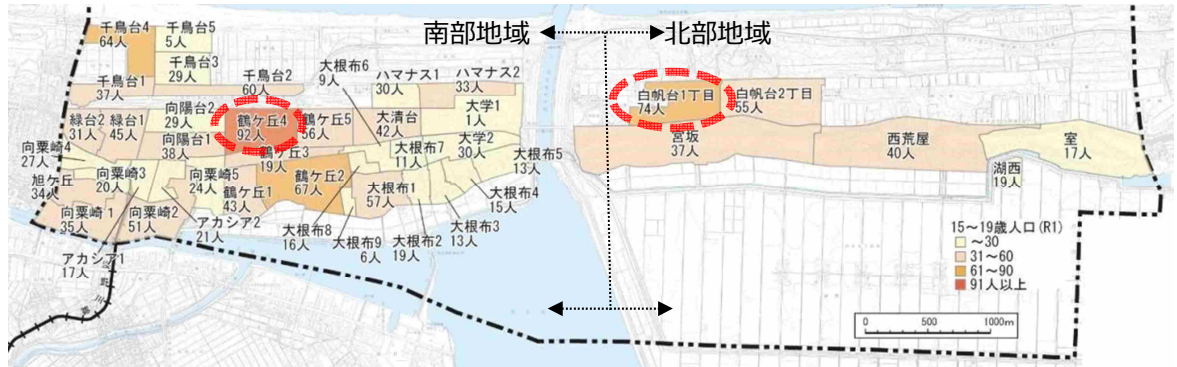 南部地域
北部地域
千鳥台4
64人
千鳥台5
5人
千鳥台3
29人
千鳥台1
37人
千鳥台2
60人
大根布6
9人
ハマナス1
30人
ハマナス2
33人
緑台2
31人
緑台1
45人
向陽台2
29人
向陽台1
38人
鶴ケ丘4
92人
鶴ケ丘5
56人
大清台
42人
大学1
1人
大学2
30人
鶴ケ丘3
19人
大根布7
11人
大根布5
13人
向粟崎4
27人
旭ケ丘
34人
向粟崎3
20人
向粟崎5
24人
鶴ケ丘1
43人
鶴ケ丘2
67人
大根布1
57人
大根布4
15人
向粟崎1
35人
向粟崎2
51人
アカシア2
21人
大根布8
16人
大根布9
6人
大根布2
19人
大根布3
13人
アカシア1
17人
白帆台1丁目
74人
白帆台2丁目
55人
宮坂
37人
西荒屋
40人
室
17人
湖西
19人
15～19歳人口(R1)
～30
31～60
61～90
91人以上
0 500 1000m